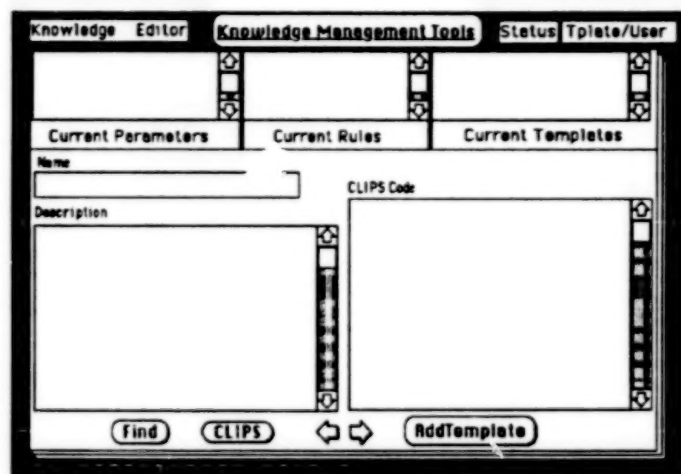 Knowledge Editor Knowledge Management Tools Status Tplate/User
Current Parameters Current Rules Current Templates
Name
CLIPS Code
Description
Find CLIPS AddTemplate